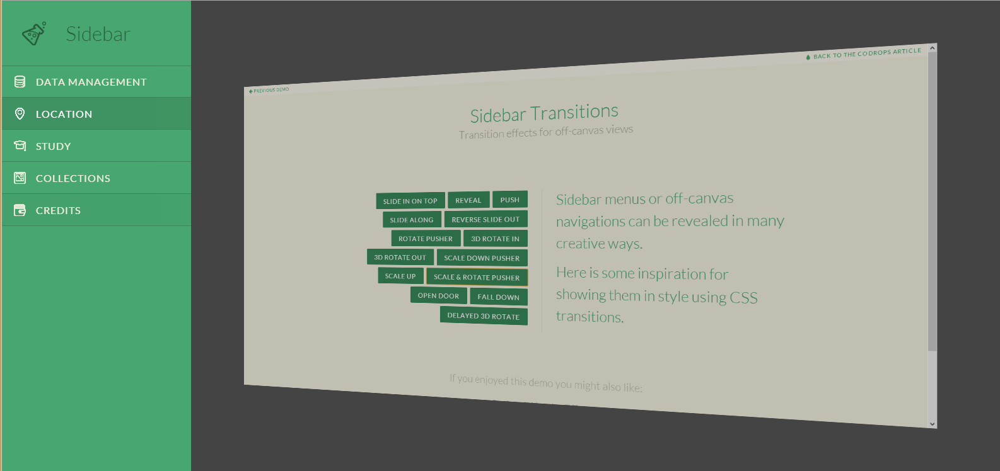 Sidebar
DATA MANAGEMENT
LOCATION
STUDY
COLLECTIONS
CREDITS
PREVIOUS DEMO
BACK TO THE CODROPS ARTICLE
Sidebar Transitions
Transition effects for off-canvas views
SLIDE IN ON TOP REVEAL PUSH
SLIDE ALONG REVERSE SLIDE OUT
ROTATE PUSHER 3D ROTATE IN
3D ROTATE OUT SCALE DOWN PUSHER
SCALE UP SCALE & ROTATE PUSHER
OPEN DOOR FALL DOWN
DELAYED 3D ROTATE
Sidebar menus or off-canvas
navigations can be revealed in many
creative ways.
Here is some inspiration for
showing them in style using CSS
transitions.
If you enjoyed this demo you might also like: